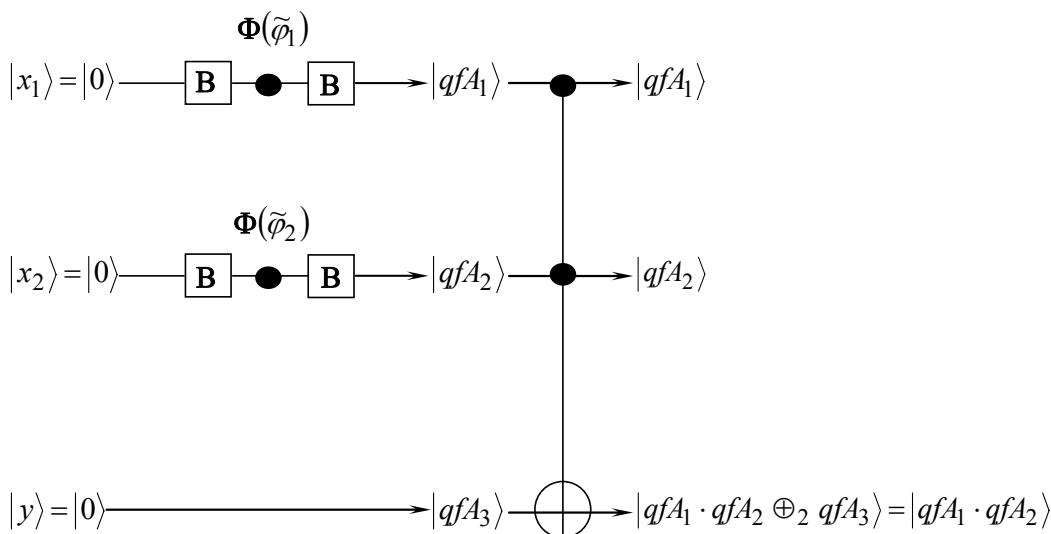 Φ(φ̃₁)
|x₁⟩=|0⟩ B B |qfA₁⟩ |qfA₁⟩
Φ(φ̃₂)
|x₂⟩=|0⟩ B B |qfA₂⟩ |qfA₂⟩
|y⟩=|0⟩ |qfA₃⟩ |qfA₁ · qfA₂ ⊕₂ qfA₃⟩=|qfA₁ · qfA₂⟩